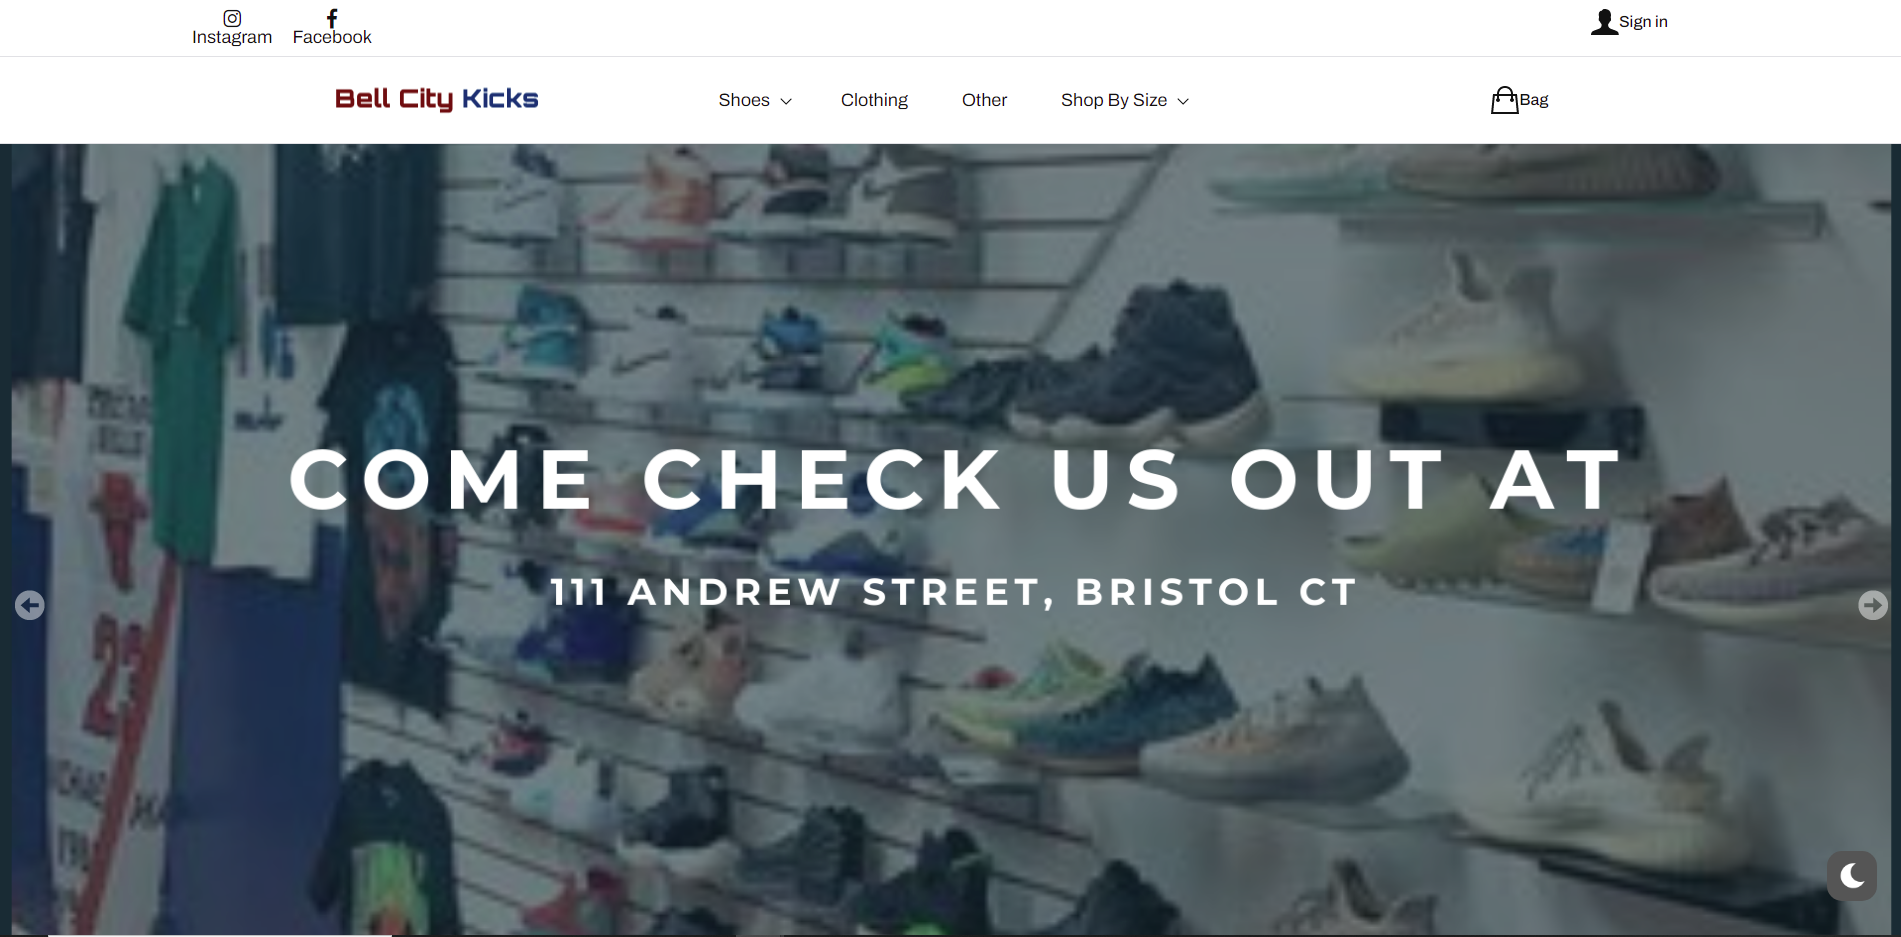 Instagram
Facebook
Sign in
Bell City Kicks
Shoes
Clothing
Other
Shop By Size
Bag
COME CHECK US OUT AT
111 ANDREW STREET, BRISTOL CT
23